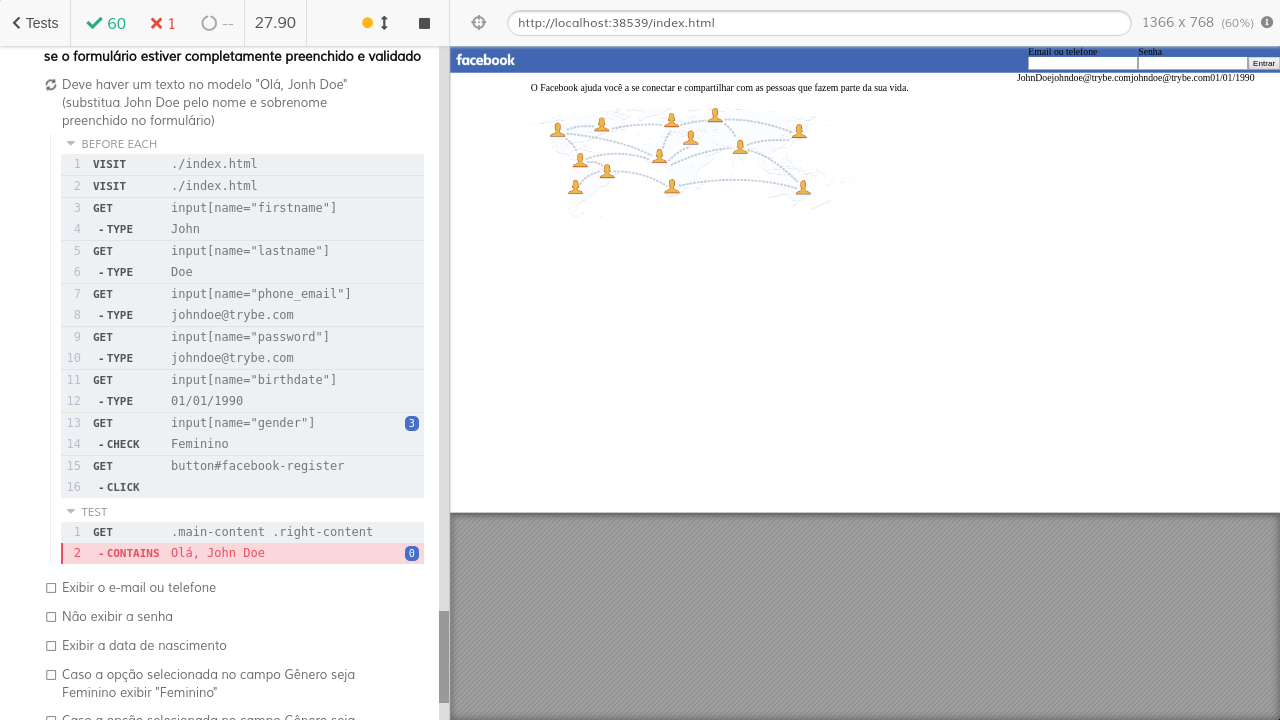 Tests
60
1
--
27.90
http://localhost:38539/index.html
1366 x 768 (60%)
se o formulário estiver completamente preenchido e validado
Deve haver um texto no modelo "Olá, Jonh Doe"
(substitua John Doe pelo nome e sobrenome
preenchido no formulário)
BEFORE EACH
1 VISIT ./index.html
2 VISIT ./index.html
3 GET input[name="firstname"]
4 -TYPE John
5 GET input[name="lastname"]
6 -TYPE Doe
7 GET input[name="phone_email"]
8 -TYPE johndoe@trybe.com
9 GET input[name="password"]
10 -TYPE johndoe@trybe.com
11 GET input[name="birthdate"]
12 -TYPE 01/01/1990
13 GET input[name="gender"] 3
14 -CHECK Feminino
15 GET button#facebook-register
16 -CLICK
TEST
1 GET .main-content .right-content
2 -CONTAINS Olá, John Doe 0
Exibir o e-mail ou telefone
Não exibir a senha
Exibir a data de nascimento
Caso a opção selecionada no campo Gênero seja
Feminino exibir "Feminino"
Caso a opção selecionada no campo Gênero seja
facebook
Email ou telefone
Senha
Entrar
JohnDoejohndoe@trybe.comjohndoe@trybe.com01/01/1990
O Facebook ajuda você a se conectar e compartilhar com as pessoas que fazem parte da sua vida.